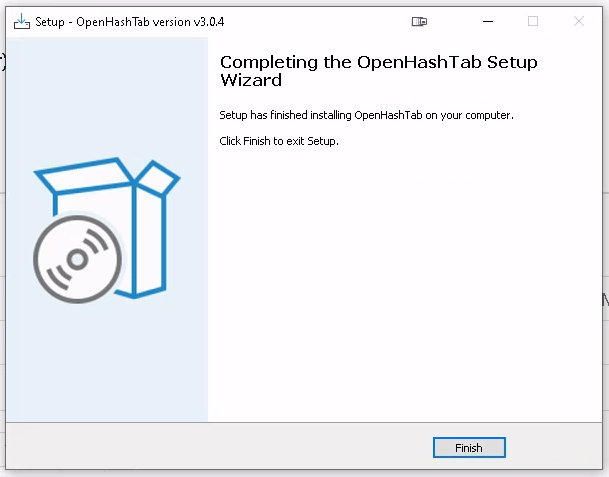 Setup - OpenHashTab version v3.0.4
Completing the OpenHashTab Setup
Wizard
Setup has finished installing OpenHashTab on your computer.
Click Finish to exit Setup.
Finish